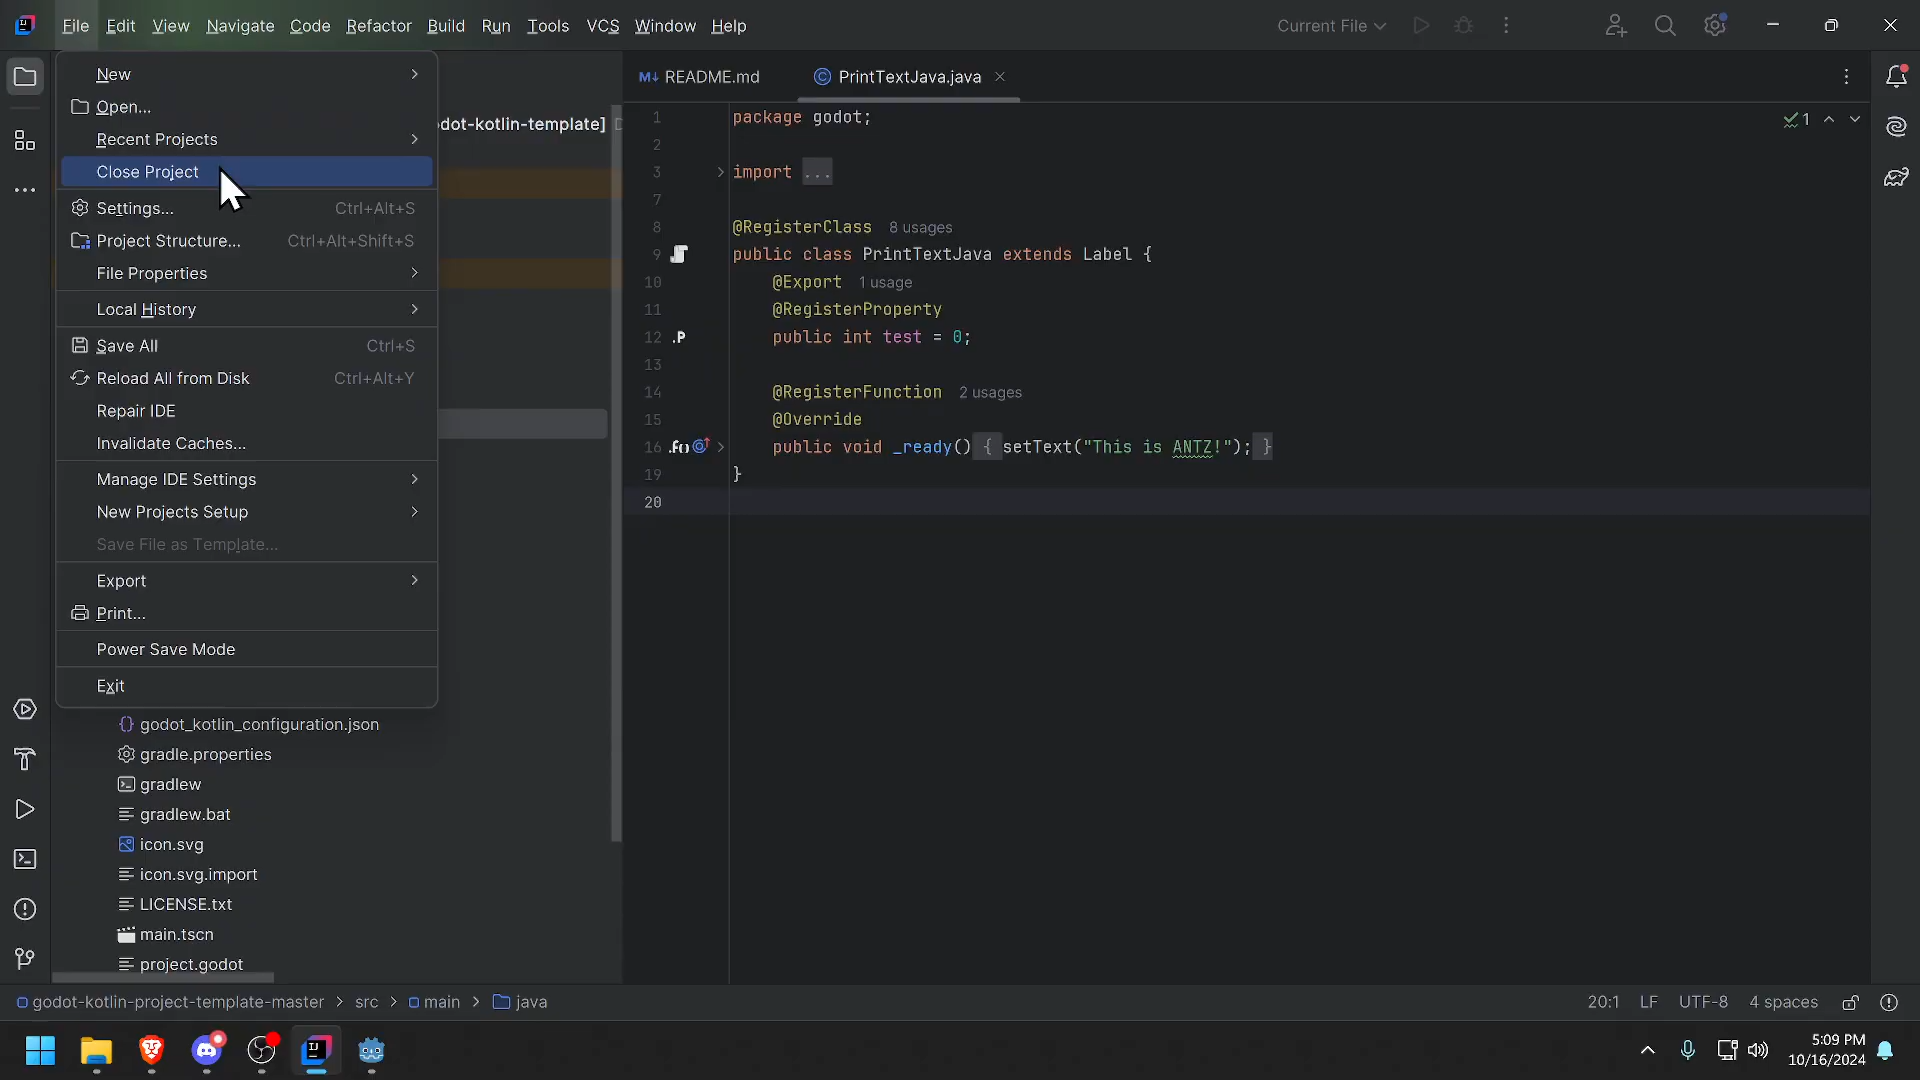 File Edit View Navigate Code Refactor Build Run Tools VCS Window Help
Current File
New
Open...
Recent Projects
Close Project
Settings... Ctrl+Alt+S
Project Structure... Ctrl+Alt+Shift+S
File Properties
Local History
Save All Ctrl+S
Reload All from Disk Ctrl+Alt+Y
Repair IDE
Invalidate Caches...
Manage IDE Settings
New Projects Setup
Save File as Template...
Export
Print...
Power Save Mode
Exit
dot-kotlin-template]
godot_kotlin_configuration.json
gradle.properties
gradlew
gradlew.bat
icon.svg
icon.svg.import
LICENSE.txt
main.tscn
project.godot
README.md PrintTextJava.java
1 package godot;
2
3 import ...
7
8 @RegisterClass 8 usages
9 public class PrintTextJava extends Label {
10 @Export 1 usage
11 @RegisterProperty
12 public int test = 0;
13
14 @RegisterFunction 2 usages
15 @Override
16 public void _ready() { setText("This is ANTZ!"); }
19 }
20
1
godot-kotlin-project-template-master > src > main > java
20:1 LF UTF-8 4 spaces
5:09 PM
10/16/2024